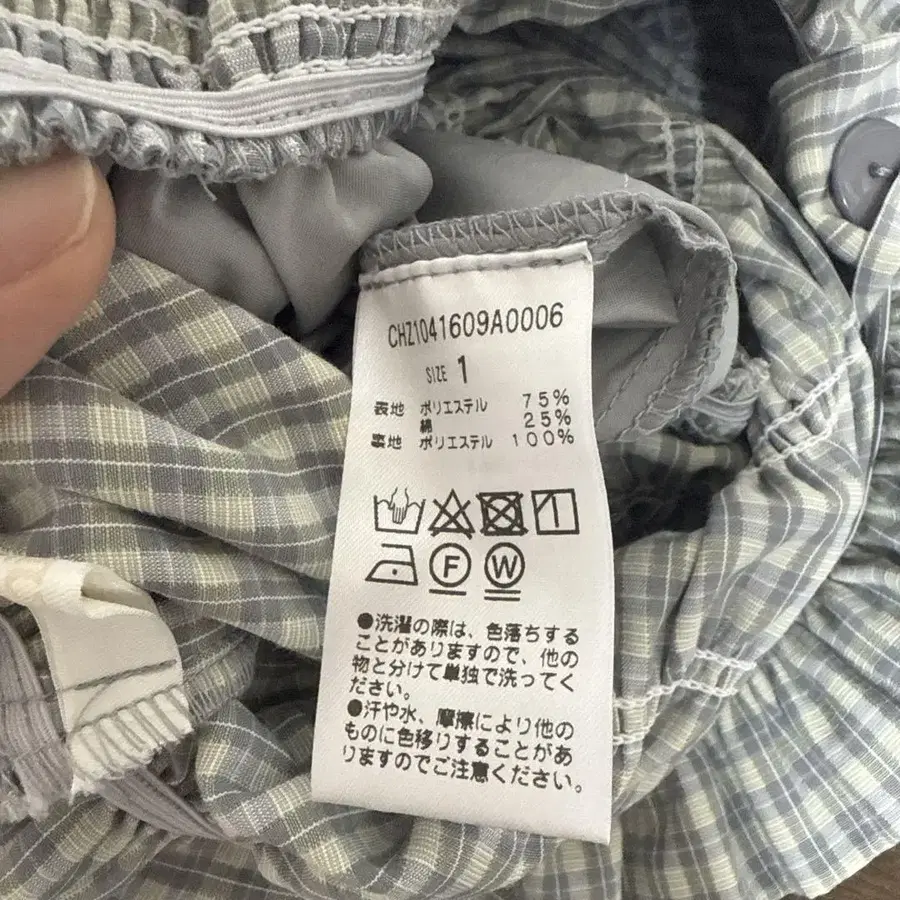 CHZ1041609A0006
SIZE 1
表地 ポリエステル 75%
綿 25%
裏地 ポリエステル 100%
F W
●洗濯の際は、色落ちする
ことがありますので、他の
物と分けて単独で洗ってく
ださい。
●汗や水、摩擦により他の
ものに色移りすることがあ
りますのでご注意ください。